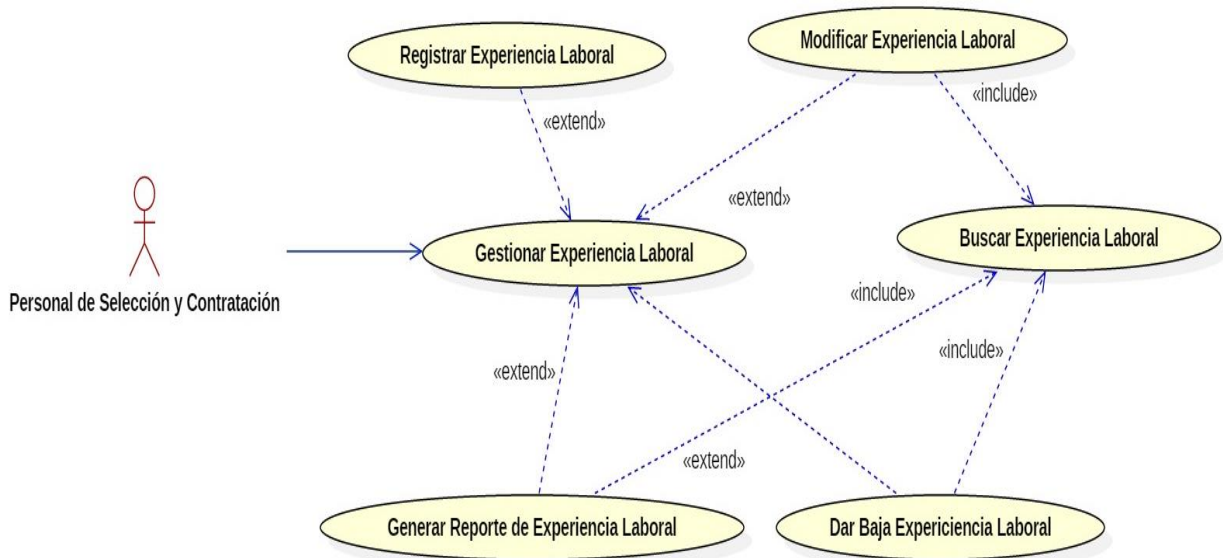 Registrar Experiencia Laboral
Modificar Experiencia Laboral
«include»
«extend»
«extend»
Gestionar Experiencia Laboral
Buscar Experiencia Laboral
Personal de Selección y Contratación
«include»
«include»
«extend»
«extend»
Generar Reporte de Experiencia Laboral
Dar Baja Expericiencia Laboral